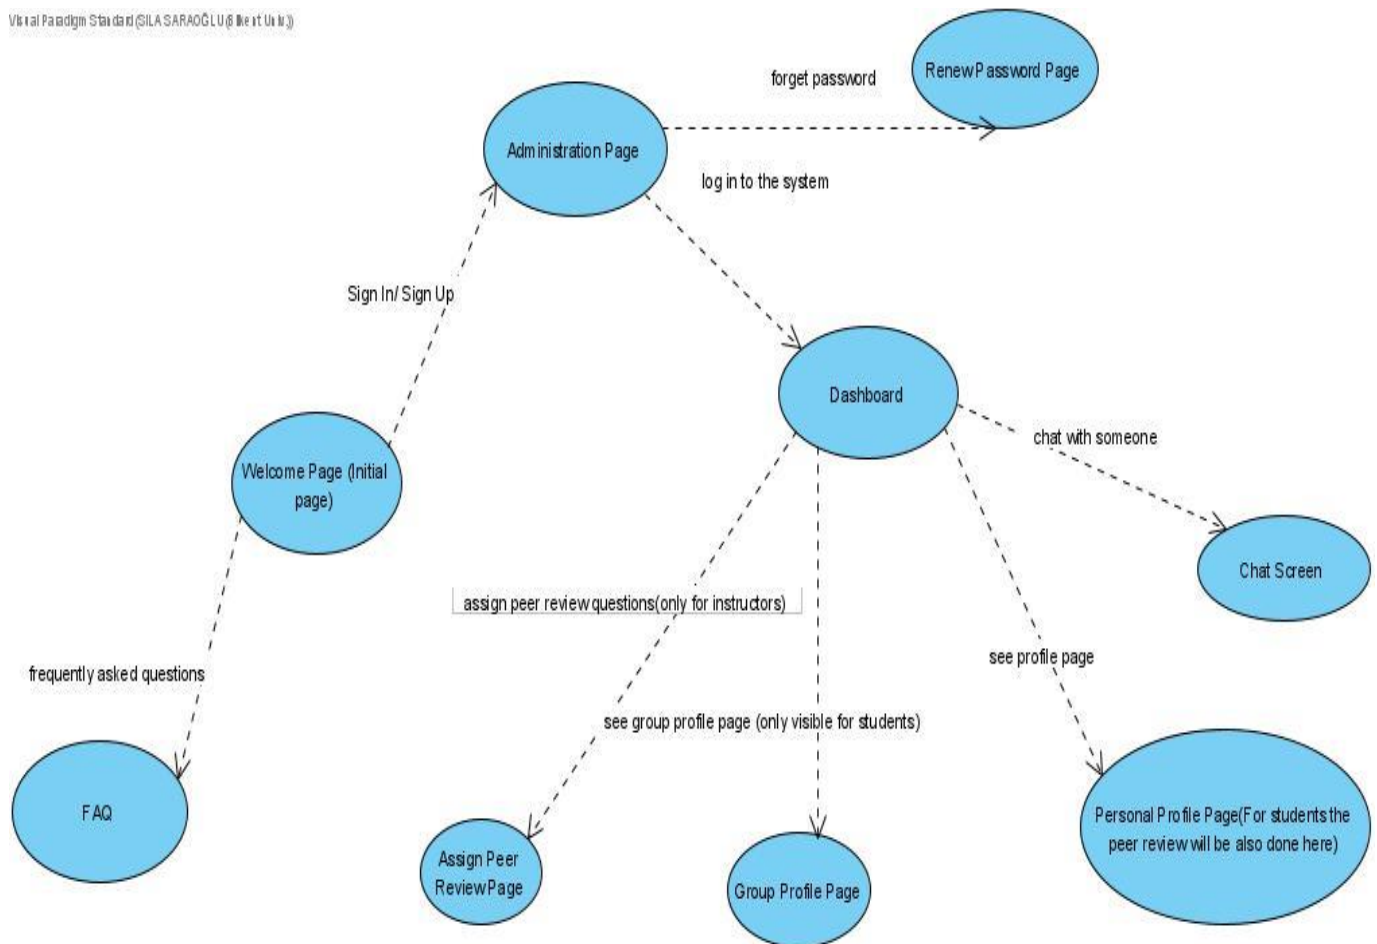 Visual Paradigm Standard(SILA SARAOĞLU(Bilkent Univ.))
forget password
Renew Password Page
Administration Page
log in to the system
Sign In/ Sign Up
Dashboard
chat with someone
Welcome Page (Initial
page)
Chat Screen
assign peer review questions(only for instructors)
see profile page
frequently asked questions
see group profile page (only visible for students)
FAQ
Personal Profile Page(For students the
peer review will be also done here)
Assign Peer
Review Page
Group Profile Page